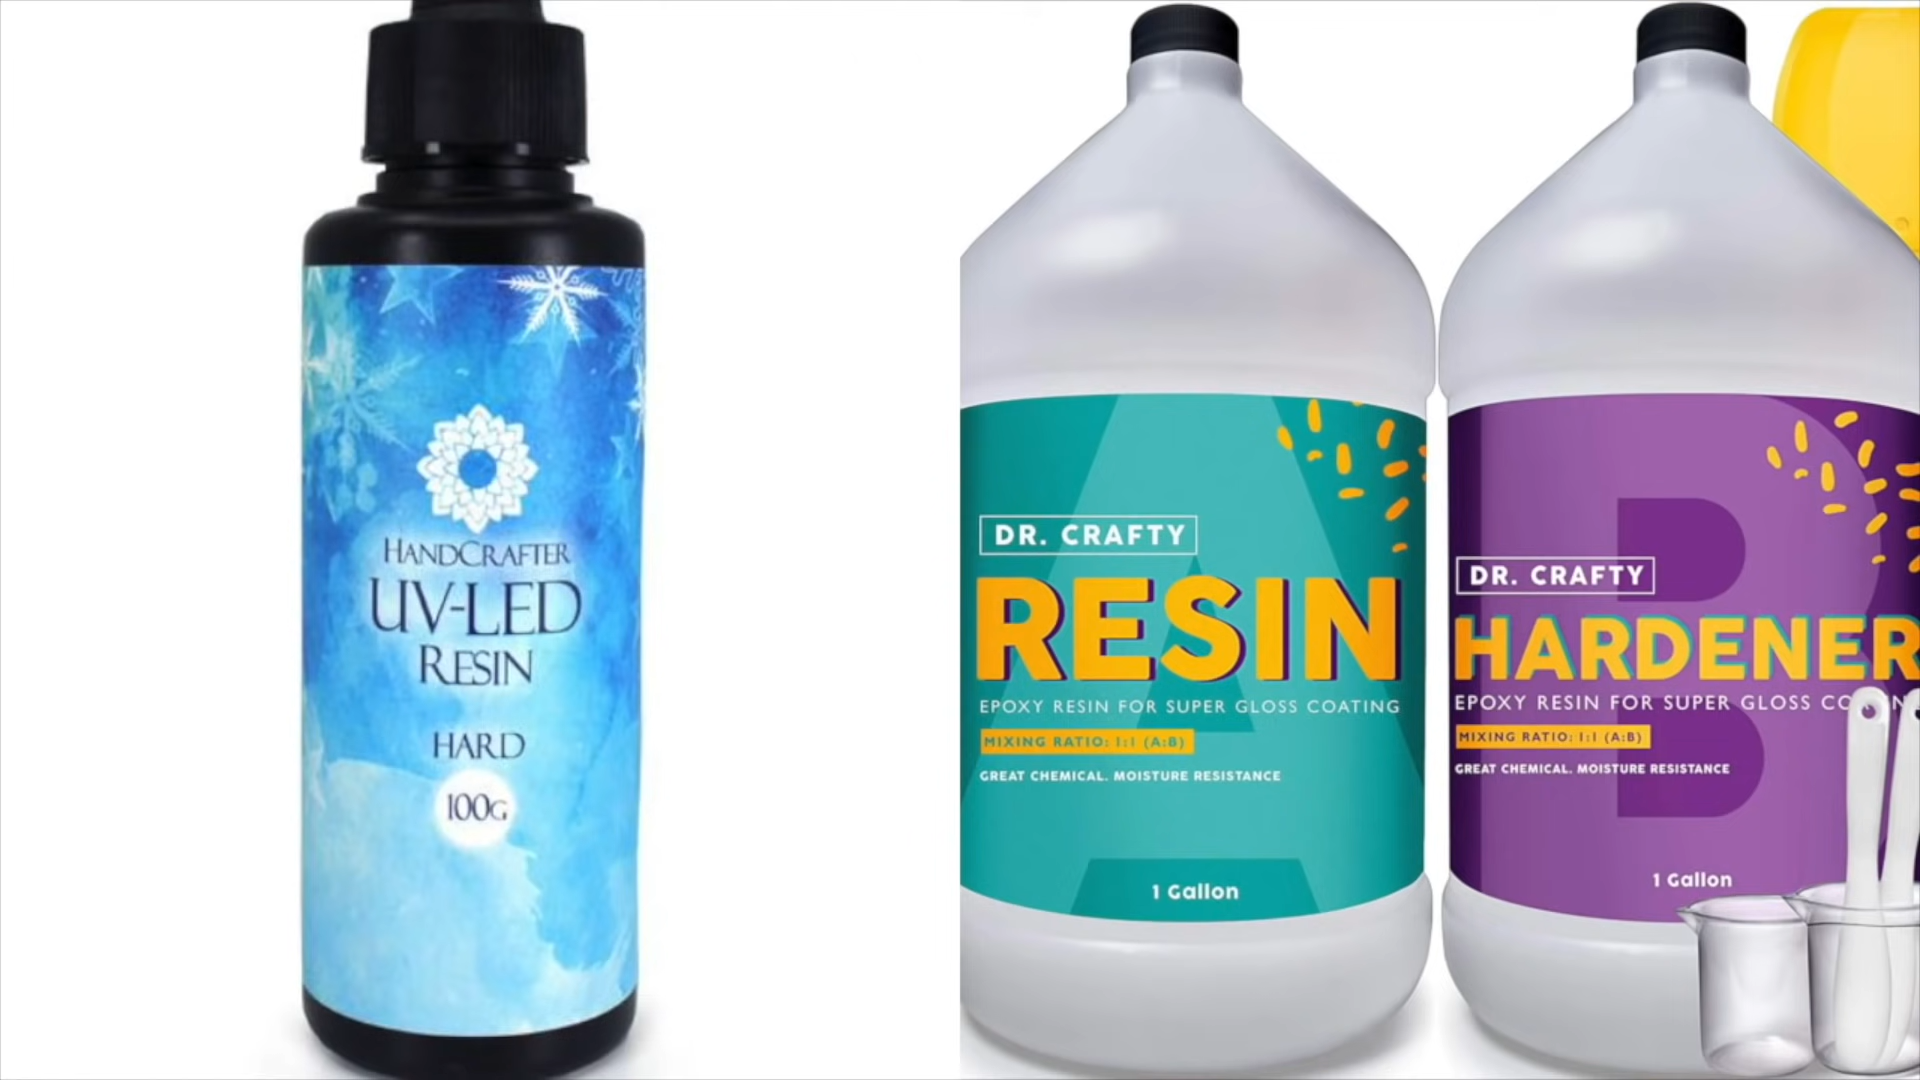 HANDCRAFTER
UV-LED
RESIN
HARD
100G
DR. CRAFTY
RESIN
EPOXY RESIN FOR SUPER GLOSS COATING
MIXING RATIO: 1:1 (A:B)
GREAT CHEMICAL. MOISTURE RESISTANCE
1 Gallon
DR. CRAFTY
HARDENER
EPOXY RESIN FOR SUPER GLOSS
MIXING RATIO: 1:1 (A:B)
GREAT CHEMICAL. MOISTURE RESISTANCE
1 Gallon